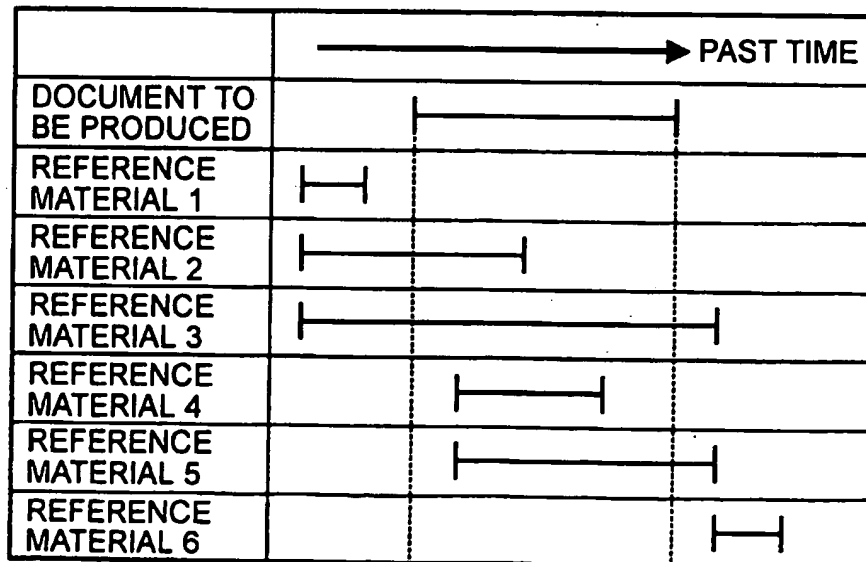 PAST TIME
DOCUMENT TO
BE PRODUCED
REFERENCE
MATERIAL 1
REFERENCE
MATERIAL 2
REFERENCE
MATERIAL 3
REFERENCE
MATERIAL 4
REFERENCE
MATERIAL 5
REFERENCE
MATERIAL 6